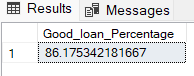 Results Messages
Good_loan_Percentage
1 86.175342181667